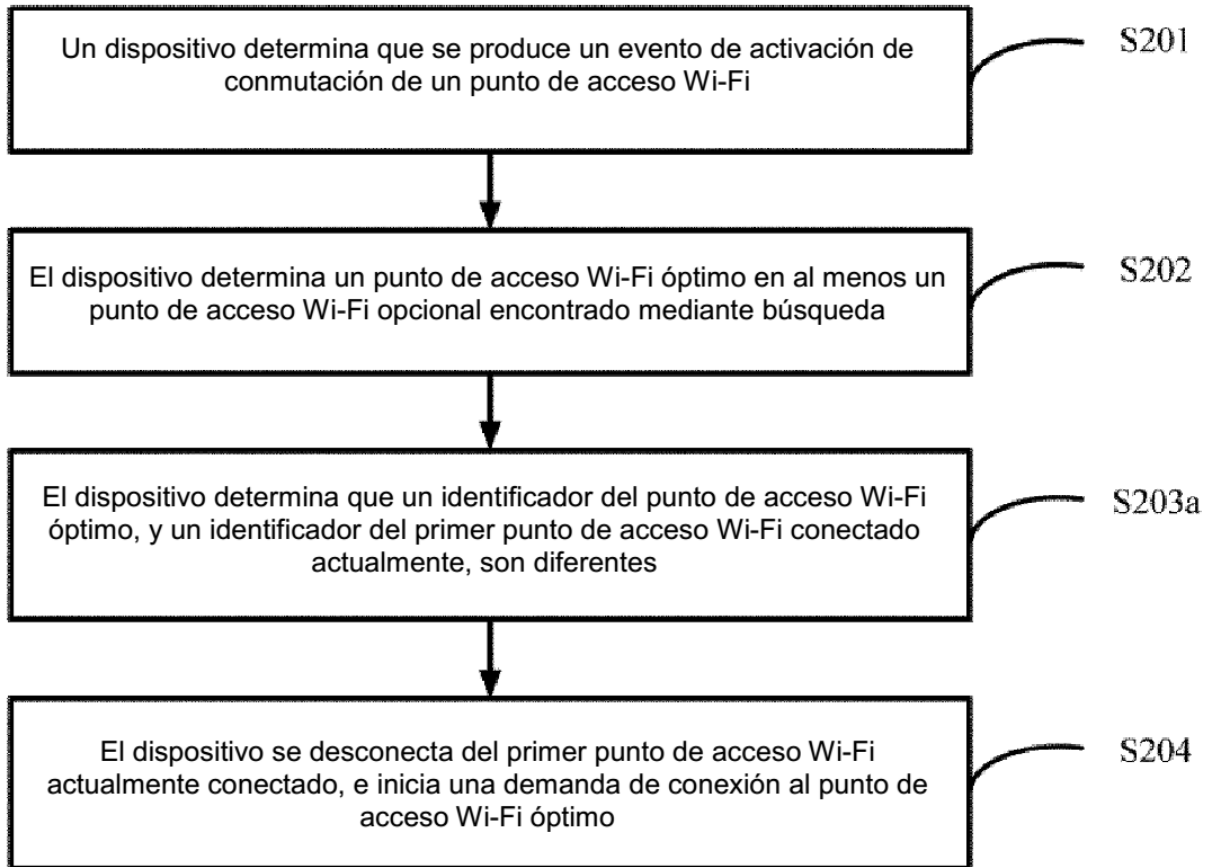 Un dispositivo determina que se produce un evento de activación de
conmutación de un punto de acceso Wi-Fi
S201
El dispositivo determina un punto de acceso Wi-Fi óptimo en al menos un
punto de acceso Wi-Fi opcional encontrado mediante búsqueda
S202
El dispositivo determina que un identificador del punto de acceso Wi-Fi
óptimo, y un identificador del primer punto de acceso Wi-Fi conectado
actualmente, son diferentes
S203a
El dispositivo se desconecta del primer punto de acceso Wi-Fi
actualmente conectado, e inicia una demanda de conexión al punto de
acceso Wi-Fi óptimo
S204